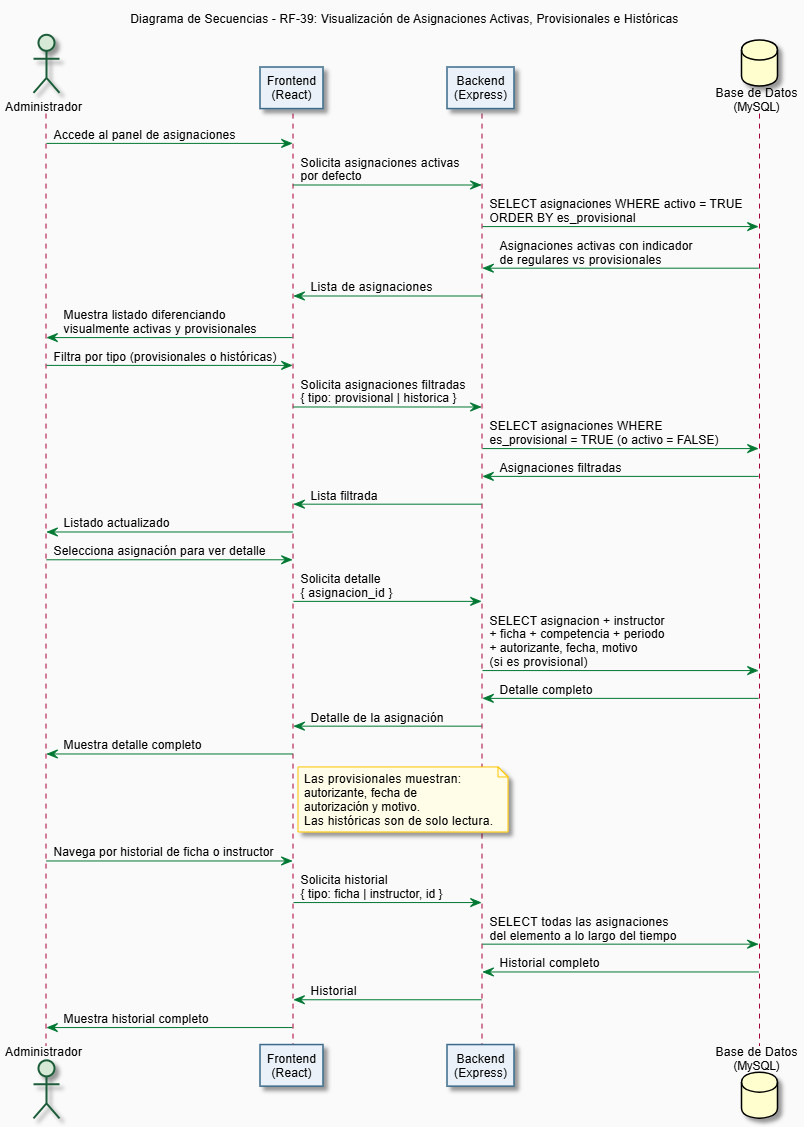 Diagrama de Secuencias - RF-39: Visualización de Asignaciones Activas, Provisionales e Históricas
Administrador
Frontend
(React)
Backend
(Express)
Base de Datos
(MySQL)
Accede al panel de asignaciones
Solicita asignaciones activas
por defecto
SELECT asignaciones WHERE activo = TRUE
ORDER BY es_provisional
Asignaciones activas con indicador
de regulares vs provisionales
Lista de asignaciones
Muestra listado diferenciando
visualmente activas y provisionales
Filtra por tipo (provisionales o históricas)
Solicita asignaciones filtradas
{ tipo: provisional | historica }
SELECT asignaciones WHERE
es_provisional = TRUE (o activo = FALSE)
Asignaciones filtradas
Lista filtrada
Listado actualizado
Selecciona asignación para ver detalle
Solicita detalle
{ asignacion_id }
SELECT asignacion + instructor
+ ficha + competencia + periodo
+ autorizante, fecha, motivo
(si es provisional)
Detalle completo
Detalle de la asignación
Muestra detalle completo
Las provisionales muestran:
autorizante, fecha de
autorización y motivo.
Las históricas son de solo lectura.
Navega por historial de ficha o instructor
Solicita historial
{ tipo: ficha | instructor, id }
SELECT todas las asignaciones
del elemento a lo largo del tiempo
Historial completo
Historial
Muestra historial completo
Administrador
Frontend
(React)
Backend
(Express)
Base de Datos
(MySQL)